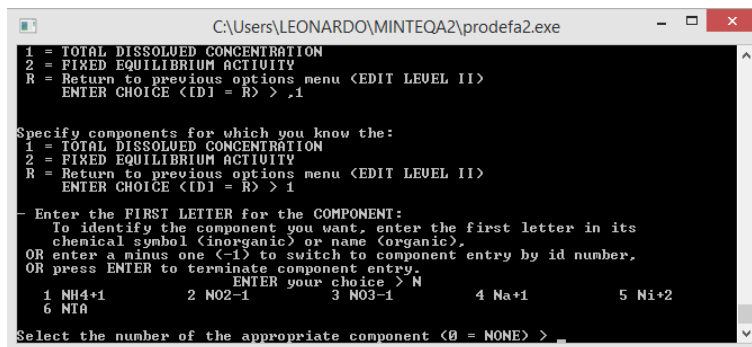 C:\Users\LEONARDO\MINTEQA2\prodefa2.exe
1 = TOTAL DISSOLVED CONCENTRATION
2 = FIXED EQUILIBRIUM ACTIVITY
R = Return to previous options menu (EDIT LEVEL II)
ENTER CHOICE ([D] = R) > ,1
Specify components for which you know the:
1 = TOTAL DISSOLVED CONCENTRATION
2 = FIXED EQUILIBRIUM ACTIVITY
R = Return to previous options menu (EDIT LEVEL II)
ENTER CHOICE ([D] = R) > 1
- Enter the FIRST LETTER for the COMPONENT:
To identify the component you want, enter the first letter in its
chemical symbol (inorganic) or name (organic),
OR enter a minus one (-1) to switch to component entry by id number,
OR press ENTER to terminate component entry.
ENTER your choice > N
1 NH4+1 2 NO2-1 3 NO3-1 4 Na+1 5 Ni+2
6 NTA
Select the number of the appropriate component (0 = NONE) > _